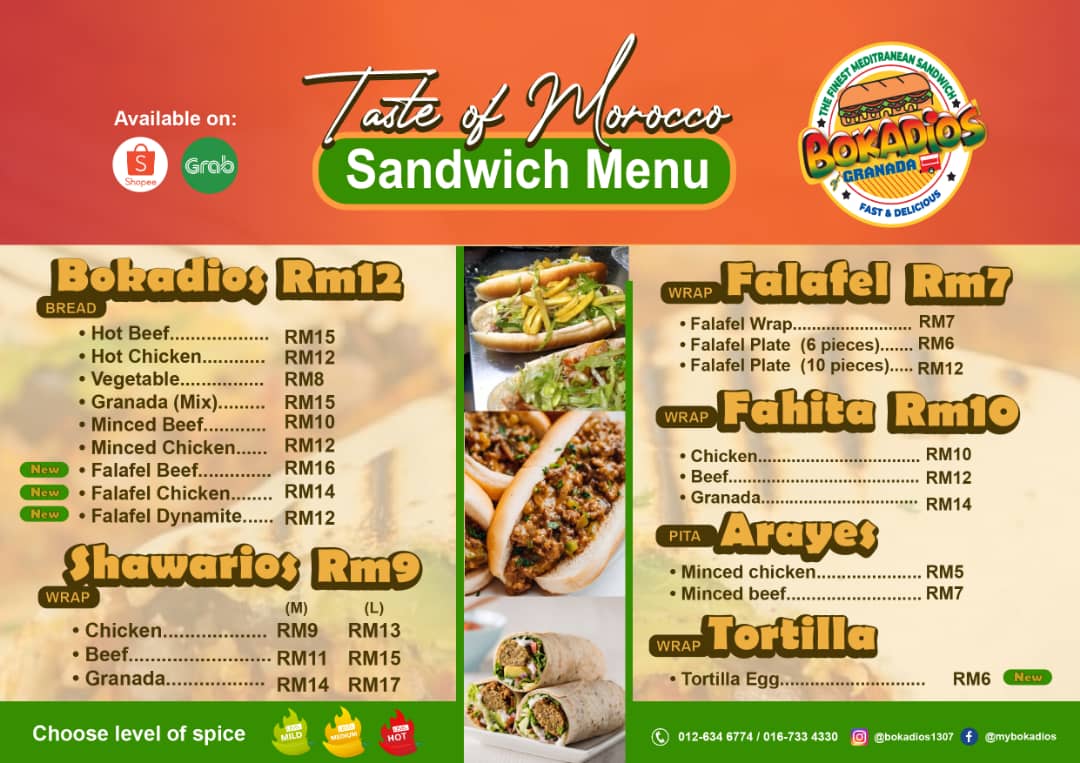 Available on:
Shopee
Grab
Taste of Morocco
Sandwich Menu
THE FINEST MEDITRANEAN SANDWICH
BOKADIOS
of GRANADA
FAST & DELICIOUS
Bokadios Rm12
BREAD
• Hot Beef.................... RM15
• Hot Chicken............ RM12
• Vegetable................. RM8
• Granada (Mix)......... RM15
• Minced Beef............ RM10
• Minced Chicken...... RM12
New • Falafel Beef.............. RM16
New • Falafel Chicken........ RM14
New • Falafel Dynamite...... RM12
Shawarios Rm9
WRAP
(M) (L)
• Chicken.................... RM9 RM13
• Beef........................... RM11 RM15
• Granada................... RM14 RM17
WRAP Falafel Rm7
• Falafel Wrap.......................... RM7
• Falafel Plate (6 pieces)....... RM6
• Falafel Plate (10 pieces)..... RM12
WRAP Fahita Rm10
• Chicken................................... RM10
• Beef......................................... RM12
• Granada.................................. RM14
PITA Arayes
• Minced chicken...................... RM5
• Minced beef............................ RM7
WRAP Tortilla
• Tortilla Egg.............................. RM6 New
Choose level of spice
MILD
MEDIUM
HOT
012-634 6774 / 016-733 4330 @bokadios1307 @mybokadios